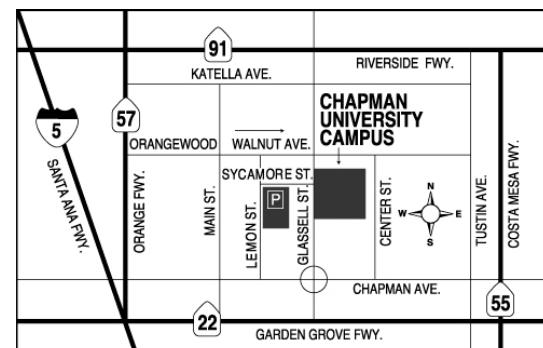 91
RIVERSIDE FWY.
KATELLA AVE.
CHAPMAN
UNIVERSITY
CAMPUS
5
57
ORANGEWOOD
WALNUT AVE.
SYCAMORE ST.
P
SANTA ANA FWY.
ORANGE FWY.
MAIN ST.
LEMON ST.
GLASSELL ST.
CENTER ST.
N
W
E
S
TUSTIN AVE.
COSTA MESA FWY.
CHAPMAN AVE.
55
22
GARDEN GROVE FWY.